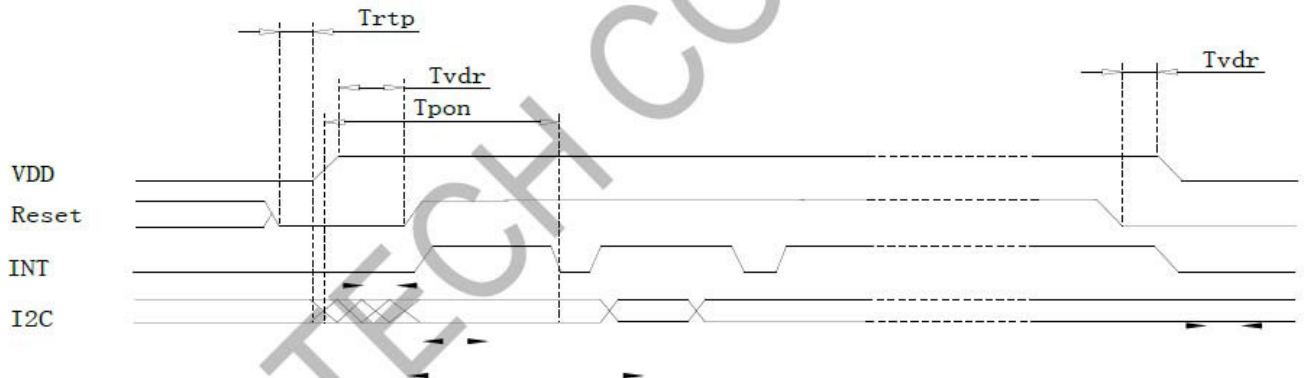 Trtp
Tvdr
Tvdr
Tpon
VDD
Reset
INT
I2C
TECH CO